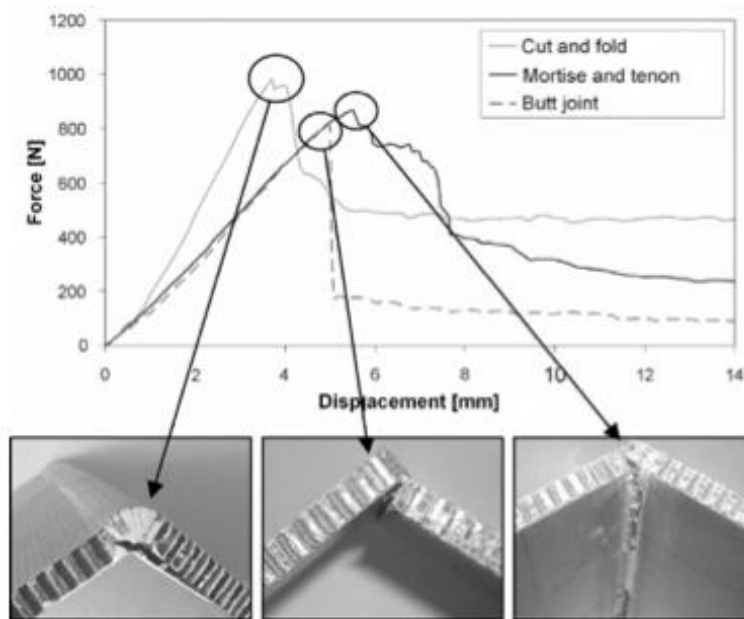 1200
1000
800
600
400
200
0
Force [N]
Cut and fold
Mortise and tenon
Butt joint
0 2 4 6 8 10 12 14
Displacement [mm]